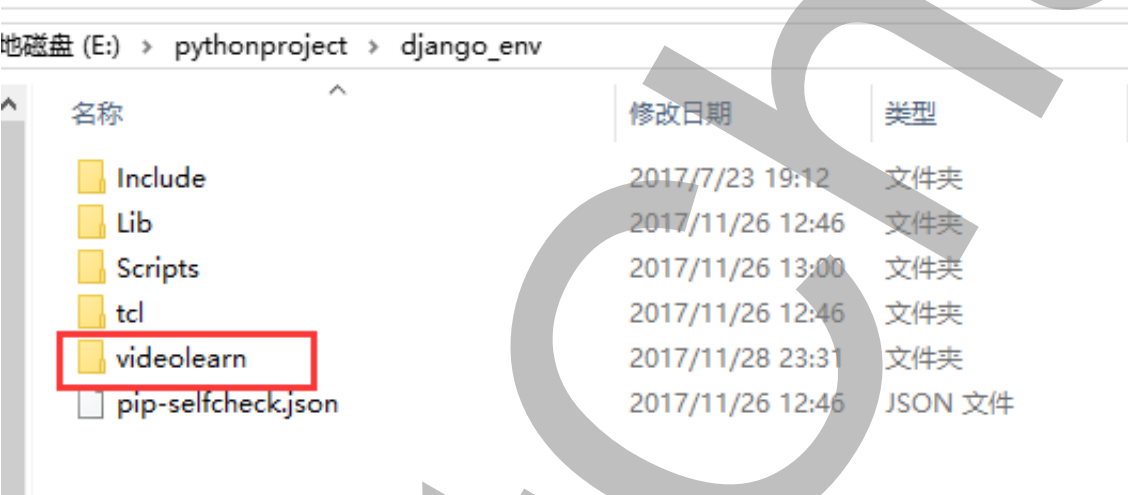 地磁盘 (E:) › pythonproject › django_env
名称 修改日期 类型
Include 2017/7/23 19:12 文件夹
Lib 2017/11/26 12:46 文件夹
Scripts 2017/11/26 13:00 文件夹
tcl 2017/11/26 12:46 文件夹
videolearn 2017/11/28 23:31 文件夹
pip-selfcheck.json 2017/11/26 12:46 JSON 文件